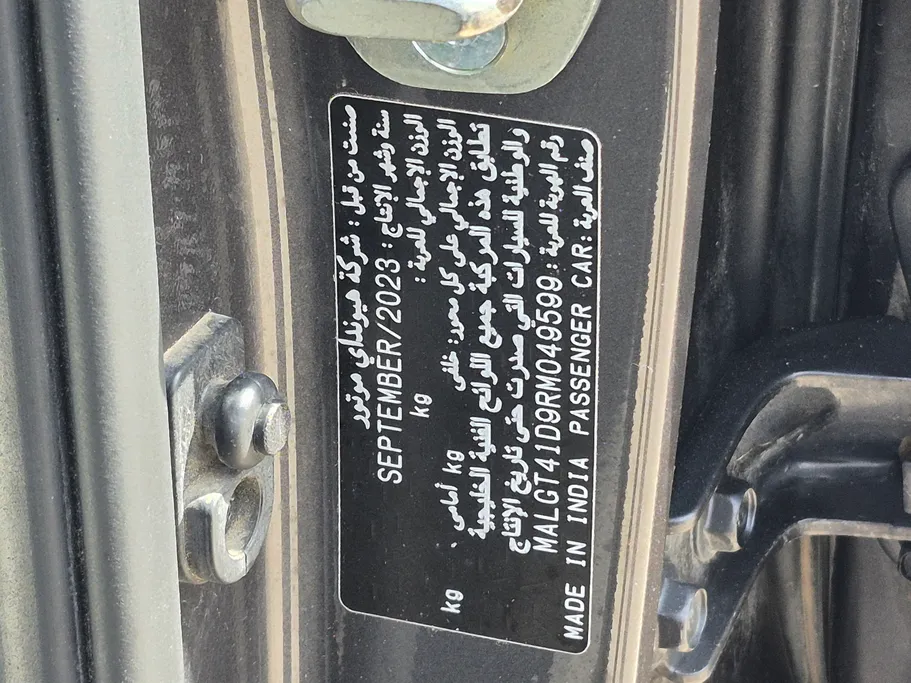 صنعت من قبل : شركة هيونداي موتور
سنة وشهر الإنتاج : SEPTEMBER/2023
الوزن الإجمالي للعربة : kg
الوزن الإجمالي على كل محور: خلفى kg أمامى kg
تطابق هذه المركبة جميع اللوائح الفنية الخليجية
والوطنية للسيارات التي صدرت حتى تاريخ الإنتاج
رقم الهوية للعربة : MALGT41D9RM049599
صنف العربة : MADE IN INDIA PASSENGER CAR